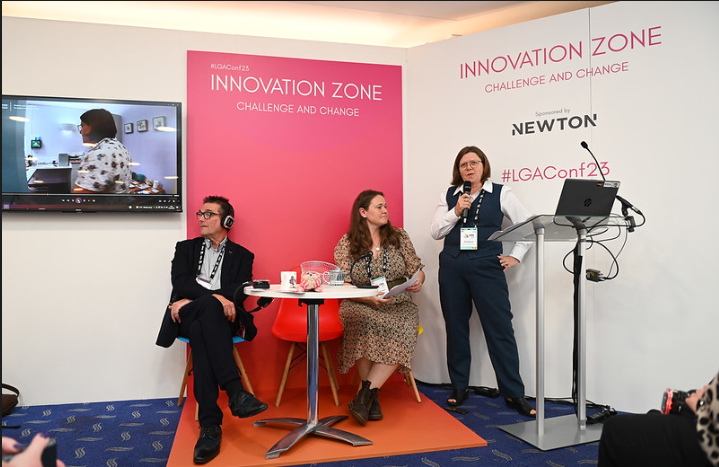 #LGAConf23
INNOVATION ZONE
CHALLENGE AND CHANGE
INNOVATION ZONE
CHALLENGE AND CHANGE
Sponsored by
NEWTON
#LGAConf23